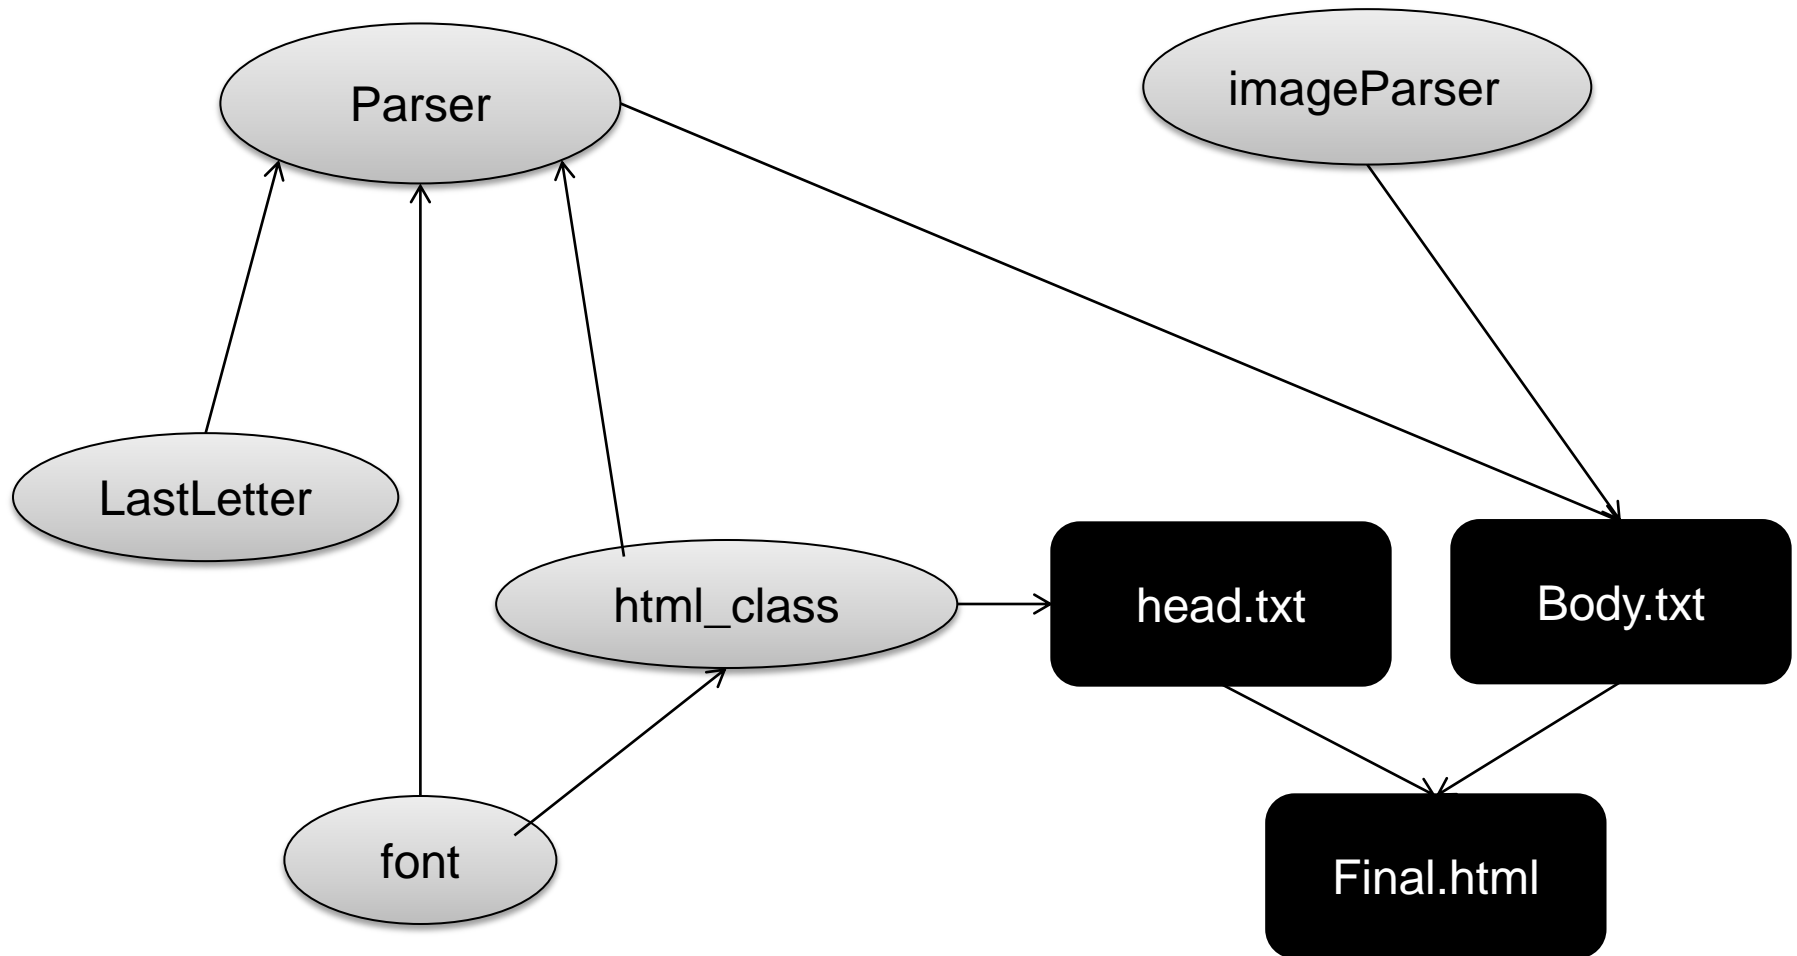 Parser
imageParser
LastLetter
html_class
head.txt
Body.txt
font
Final.html